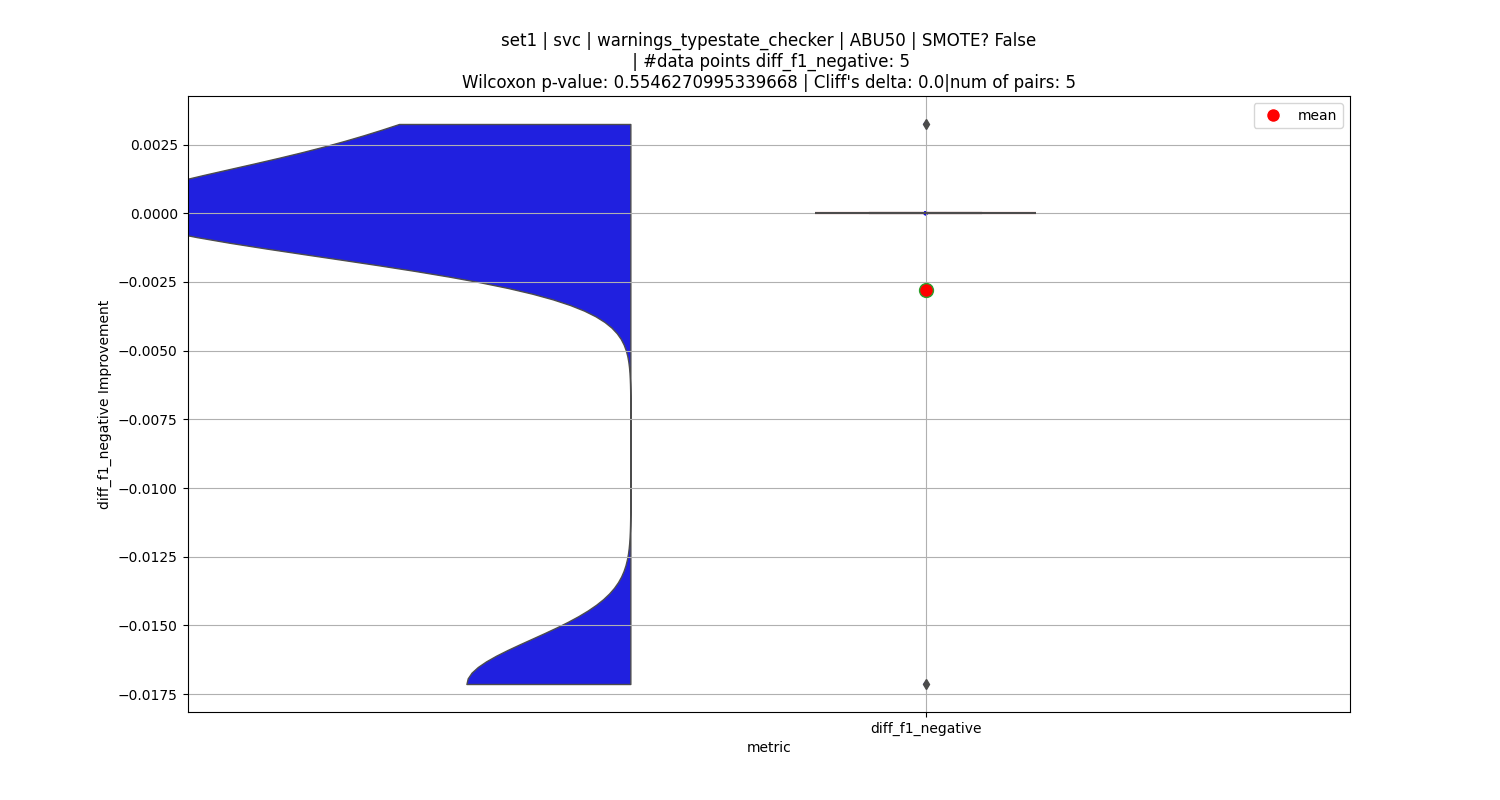 set1 | svc | warnings_typestate_checker | ABU50 | SMOTE? False
| #data points diff_f1_negative: 5
Wilcoxon p-value: 0.5546270995339668 | Cliff's delta: 0.0|num of pairs: 5
mean
0.0025
0.0000
−0.0025
−0.0050
−0.0075
−0.0100
−0.0125
−0.0150
−0.0175
diff_f1_negative Improvement
diff_f1_negative
metric